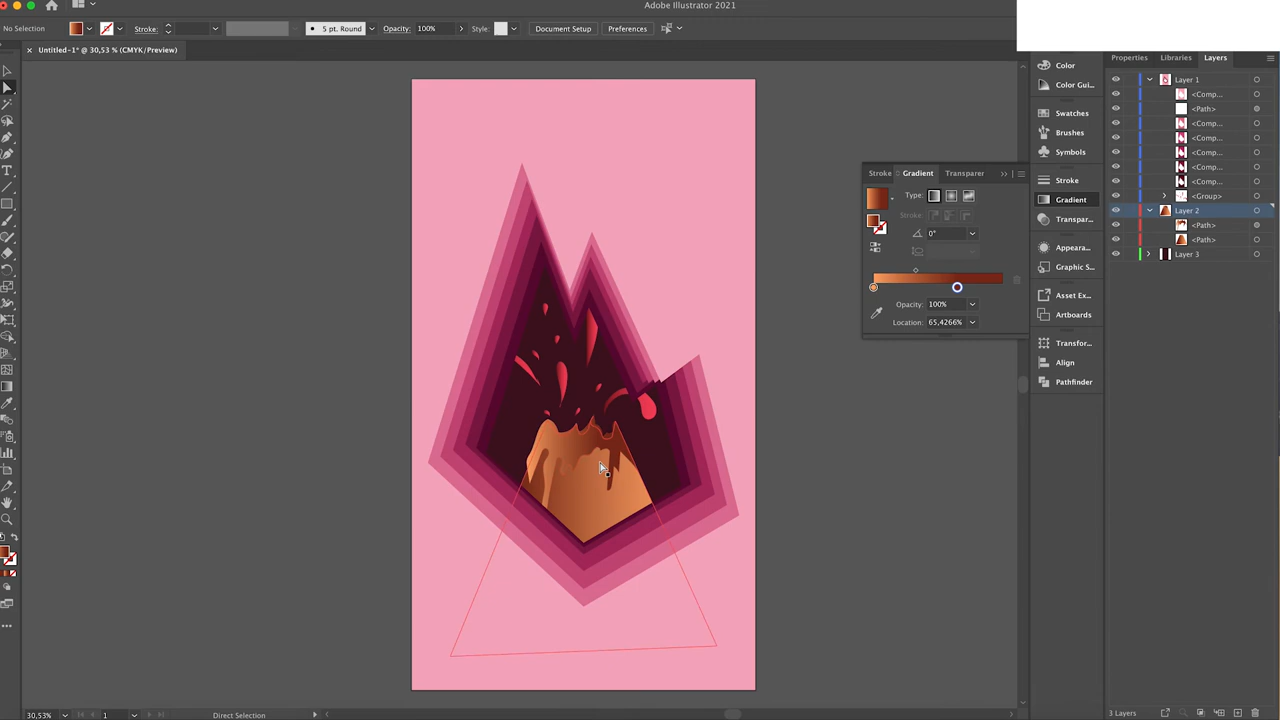 Adobe Illustrator 2021
No Selection
Stroke:
5 pt. Round
Opacity: 100%
Style:
Document Setup
Preferences
Untitled-1* @ 30,53 % (CMYK/Preview)
Color
Color Gui...
Swatches
Brushes
Symbols
Stroke
Gradient
Transpar...
Appeara...
Graphic S...
Asset Ex...
Artboards
Transfor...
Align
Pathfinder
Stroke Gradient Transparer
Type:
Stroke:
0°
Opacity: 100%
Location: 65,4266%
Properties Libraries Layers
Layer 1
<Comp...
<Path>
<Comp...
<Comp...
<Comp...
<Comp...
<Comp...
<Group>
Layer 2
<Path>
<Path>
Layer 3
30,53%
1
Direct Selection
3 Layers